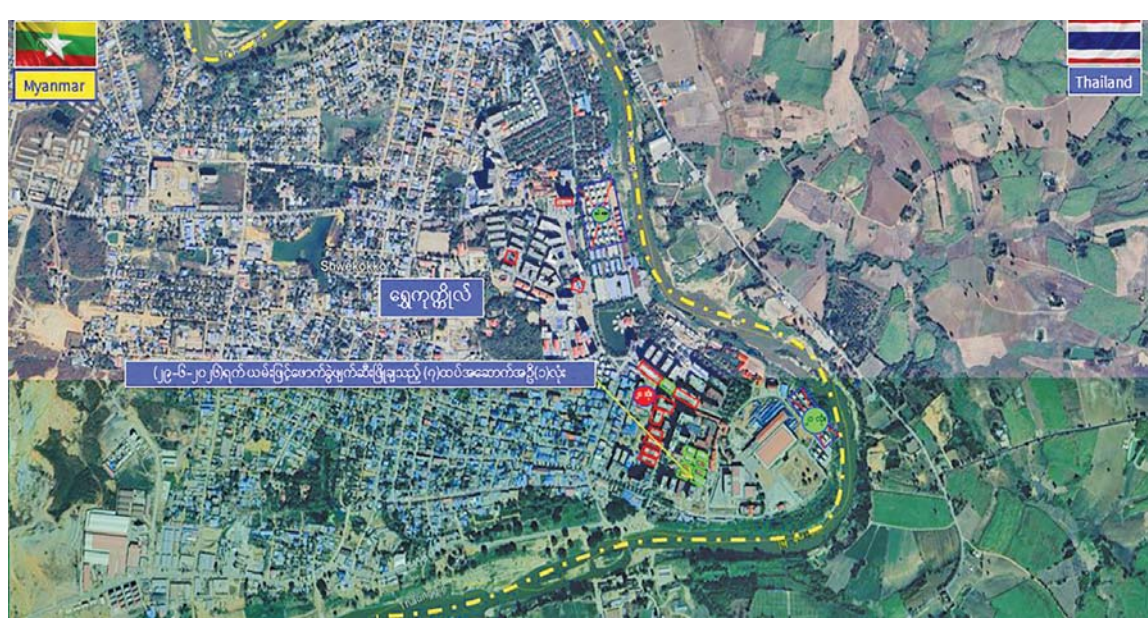 Myanmar
Thailand
Shwekokko
ရွှေကုက္ကိုလ်
(၂၉-၆-၂၀၂၆)ရက် ယမ်းဖြင့်ဖောက်ခွဲဖျက်ဆီးဖြိုချသည့် (၇)ထပ်အဆောက်အဦ(၁)လုံး